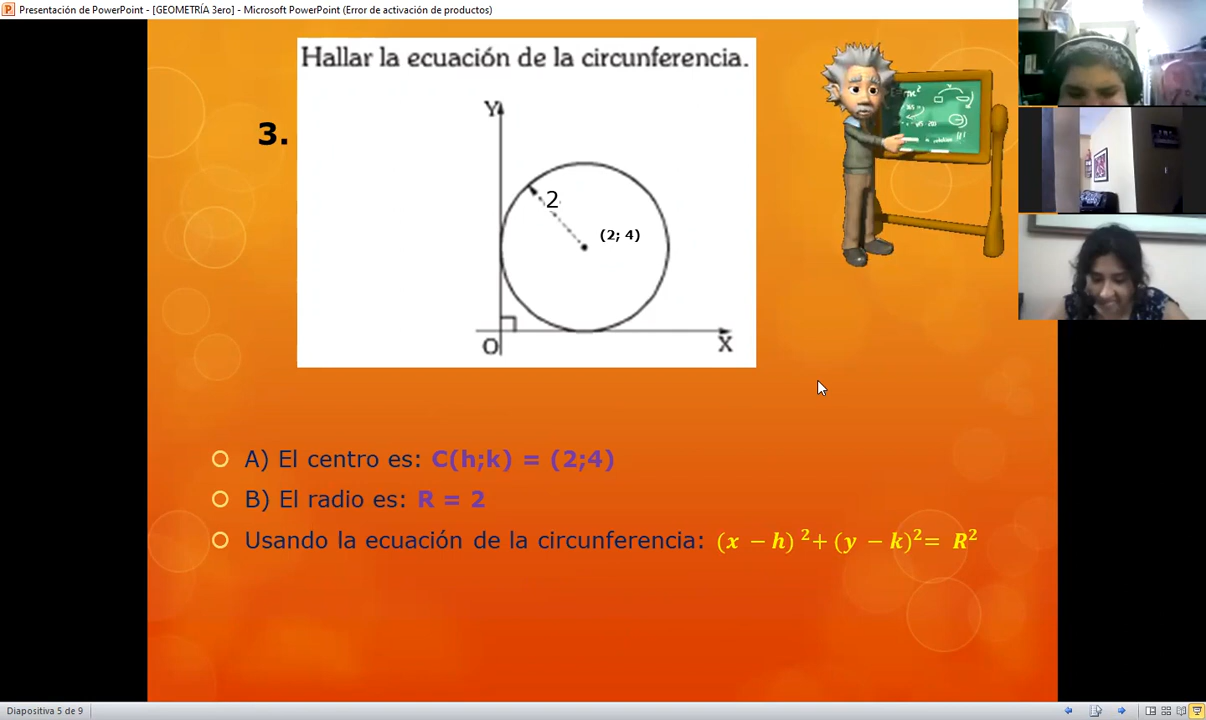 Presentación de PowerPoint - [GEOMETRÍA 3ero] - Microsoft PowerPoint (Error de activación de productos)
Hallar la ecuación de la circunferencia.
3.
Y
2
(2; 4)
O
X
A) El centro es: C(h;k) = (2;4)
B) El radio es: R = 2
Usando la ecuación de la circunferencia: (x − h)²+ (y − k)²= R²
Diapositiva 5 de 9